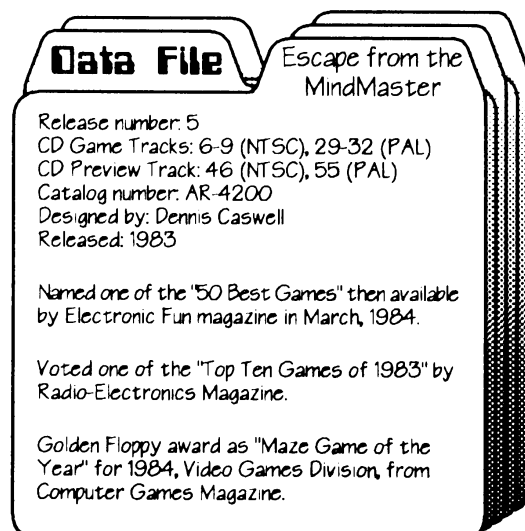 Data File
Escape from the
MindMaster
Release number: 5
CD Game Tracks: 6-9 (NTSC), 29-32 (PAL)
CD Preview Track: 46 (NTSC), 55 (PAL)
Catalog number: AR-4200
Designed by: Dennis Caswell
Released: 1983
Named one of the "50 Best Games" then available
by Electronic Fun magazine in March, 1984.
Voted one of the "Top Ten Games of 1983" by
Radio-Electronics Magazine.
Golden Floppy award as "Maze Game of the
Year" for 1984, Video Games Division, from
Computer Games Magazine.